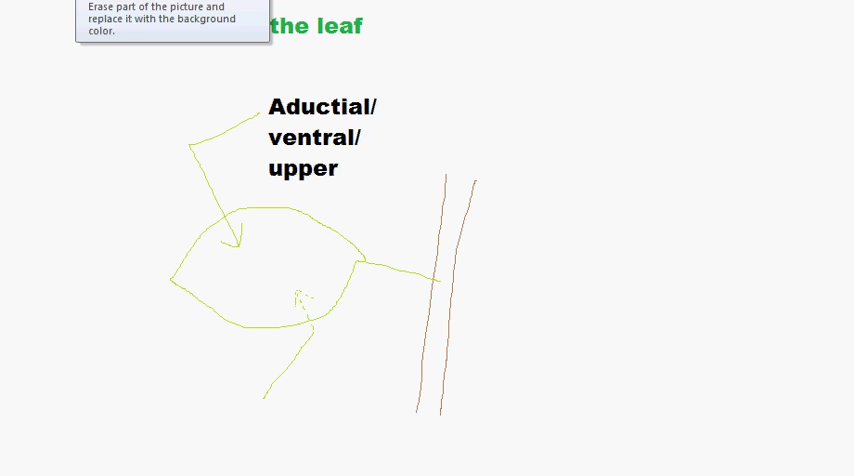 Erase part of the picture and
replace it with the background
color.
the leaf
Aductial/
ventral/
upper